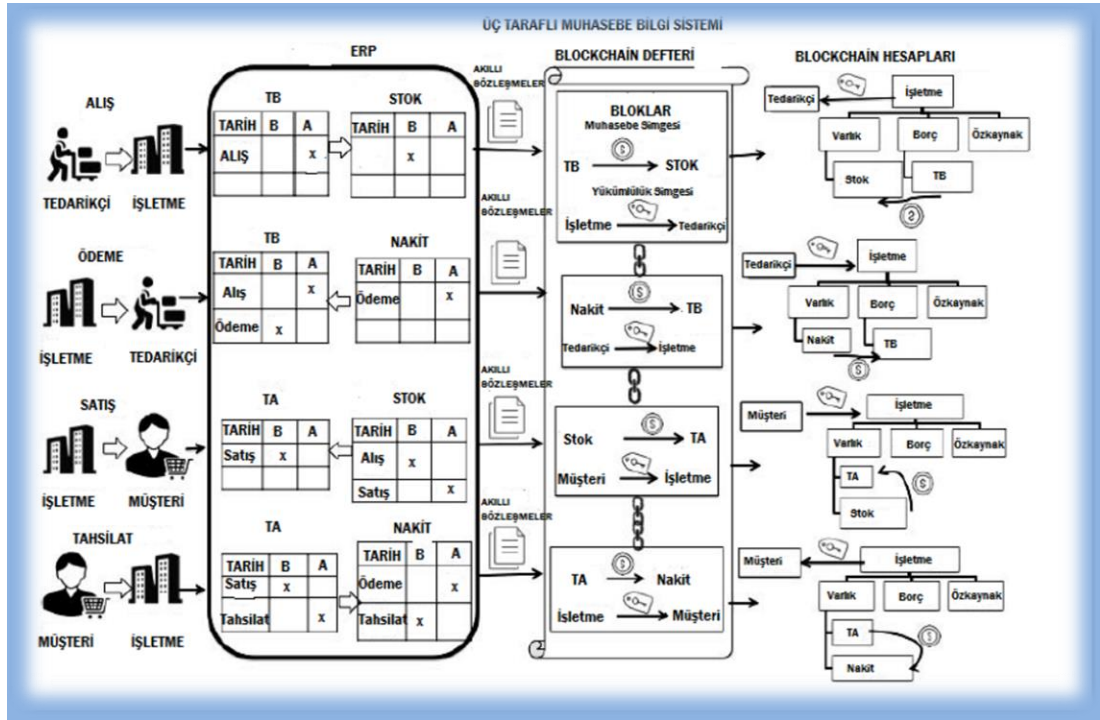 ÜÇ TARAFLI MUHASEBE BİLGİ SİSTEMİ
ERP
BLOCKCHAIN DEFTERİ
BLOCKCHAIN HESAPLARI
ALIŞ
TEDARİKÇİ İŞLETME
TB
TARİH B A
ALIŞ x
STOK
TARİH B A
x
AKILLI
BÖZLEŞMELER
BLOKLAR
Muhasebe Simgesi
TB STOK
Yükümlülük Simgesi
İşletme Tedarikçi
Tedarikçi
İşletme
Varlık Borç Özkaynak
Stok TB
ÖDEME
İŞLETME TEDARİKÇİ
TB
TARİH B A
Alış x
Ödeme x
NAKİT
TARİH B A
Ödeme x
AKILLI
BÖZLEŞMELER
Nakit TB
Tedarikçi İşletme
Tedarikçi
İşletme
Varlık Borç Özkaynak
Nakit TB
SATIŞ
İŞLETME MÜŞTERİ
TA
TARİH B A
Satış x
STOK
TARİH B A
Alış x
Satış x
AKILLI
BÖZLEŞMELER
Stok TA
Müşteri İşletme
Müşteri
İşletme
Varlık Borç Özkaynak
TA
Stok
TAHSİLAT
MÜŞTERİ İŞLETME
TA
TARİH B A
Satış x
Tahsilat x
NAKİT
TARİH B A
Ödeme x
Tahsilat x
AKILLI
BÖZLEŞMELER
TA Nakit
İşletme Müşteri
Müşteri
İşletme
Varlık Borç Özkaynak
TA
Nakit